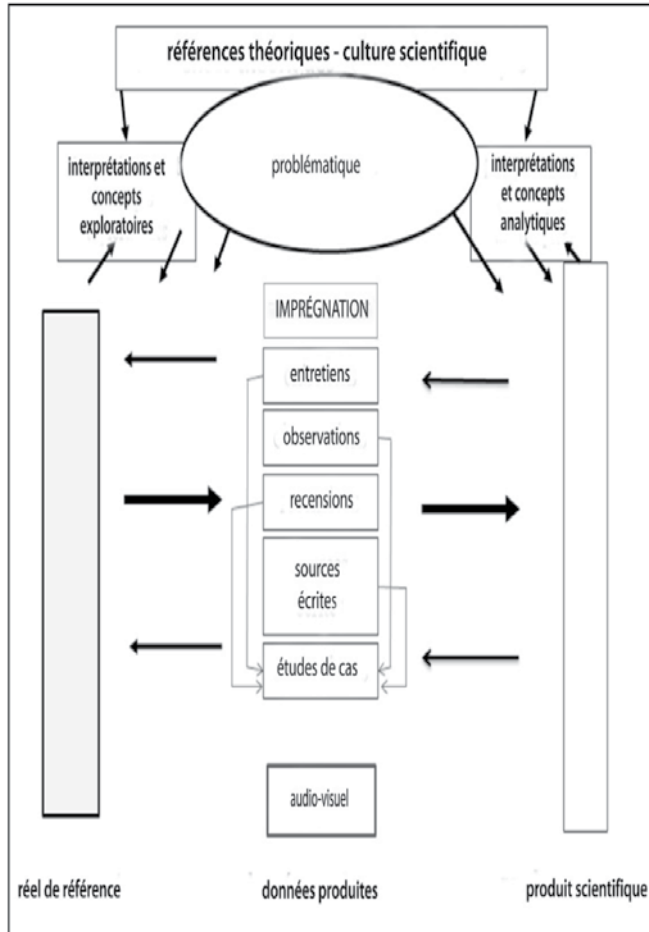 références théoriques - culture scientifique
problématique
interprétations et
concepts
exploratoires
interprétations
et concepts
analytiques
IMPRÉGNATION
entretiens
observations
recensions
sources
écrites
études de cas
audio-visuel
réel de référence
données produites
produit scientifique